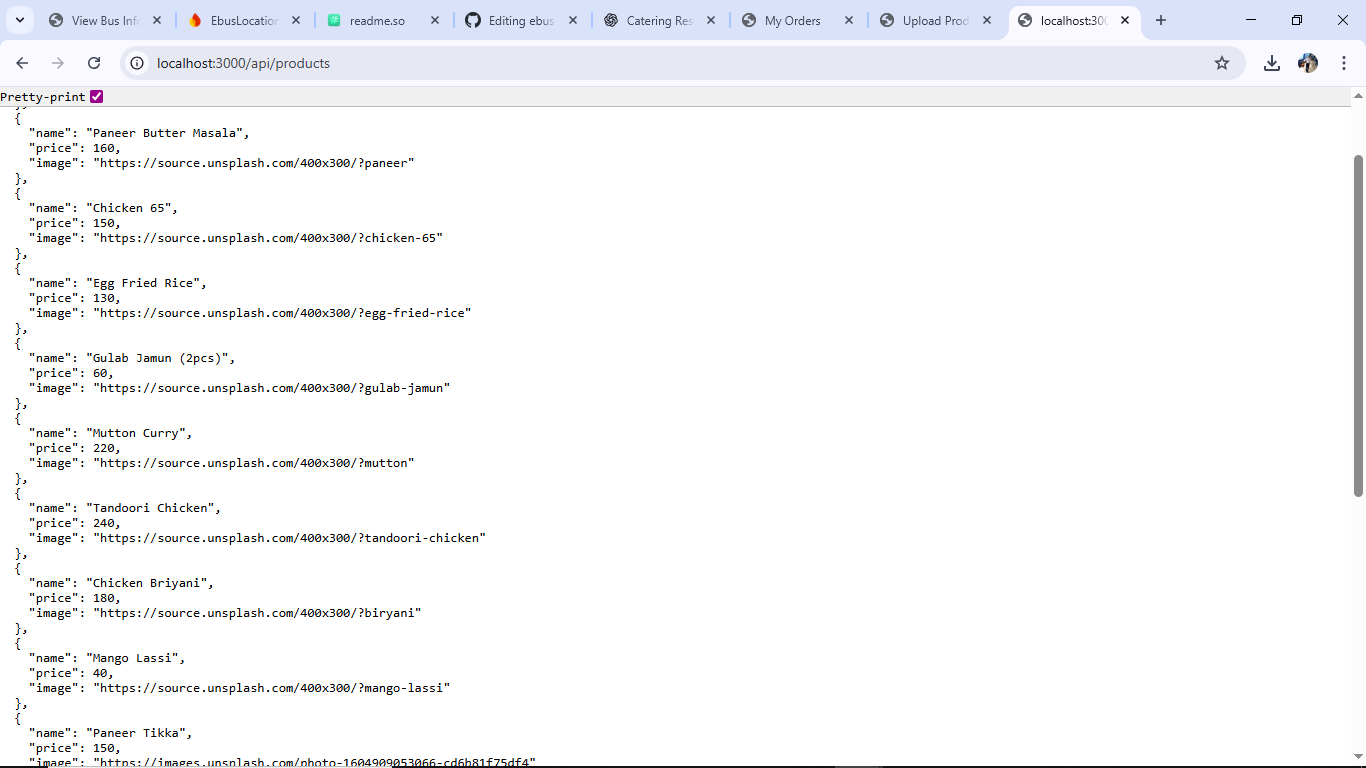 View Bus Info
EbusLocation
readme.so
Editing ebus
Catering Res
My Orders
Upload Prod
localhost:300
localhost:3000/api/products
Pretty-print
},
{
"name": "Paneer Butter Masala",
"price": 160,
"image": "https://source.unsplash.com/400x300/?paneer"
},
{
"name": "Chicken 65",
"price": 150,
"image": "https://source.unsplash.com/400x300/?chicken-65"
},
{
"name": "Egg Fried Rice",
"price": 130,
"image": "https://source.unsplash.com/400x300/?egg-fried-rice"
},
{
"name": "Gulab Jamun (2pcs)",
"price": 60,
"image": "https://source.unsplash.com/400x300/?gulab-jamun"
},
{
"name": "Mutton Curry",
"price": 220,
"image": "https://source.unsplash.com/400x300/?mutton"
},
{
"name": "Tandoori Chicken",
"price": 240,
"image": "https://source.unsplash.com/400x300/?tandoori-chicken"
},
{
"name": "Chicken Briyani",
"price": 180,
"image": "https://source.unsplash.com/400x300/?biryani"
},
{
"name": "Mango Lassi",
"price": 40,
"image": "https://source.unsplash.com/400x300/?mango-lassi"
},
{
"name": "Paneer Tikka",
"price": 150,
"image": "https://images.unsplash.com/photo-1604909053066-cd6b81f75df4"